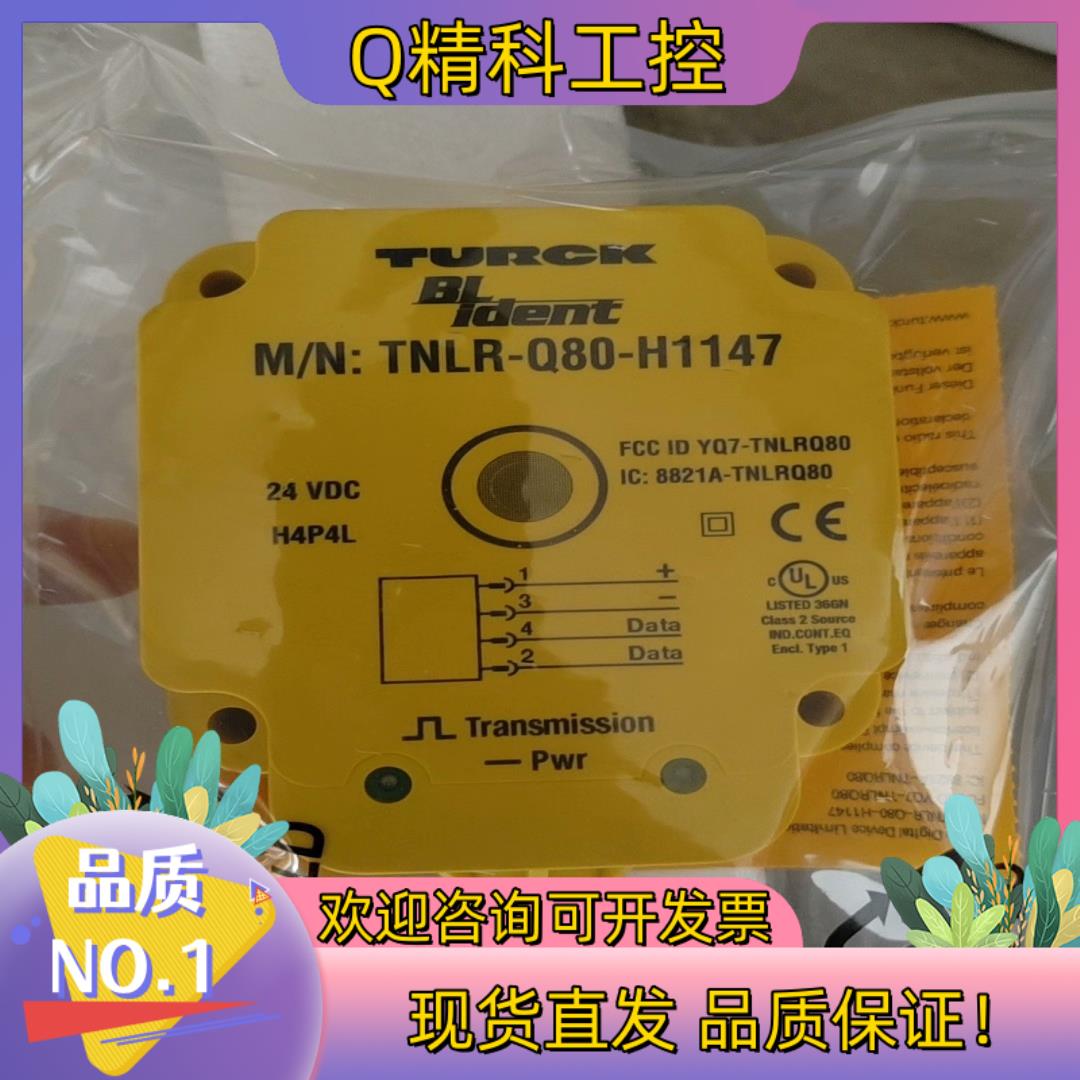 Q精科工控
TURCK
BL ident
M/N: TNLR-Q80-H1147
FCC ID YQ7-TNLRQ80
IC: 8821A-TNLRQ80
24 VDC
H4P4L
CE
1 +
3 −
4 Data
2 Data
C UL US
LISTED 36GN
Class 2 Source
IND.CONT.EQ
Encl. Type 1
Transmission
Pwr
品质
NO.1
欢迎咨询可开发票
现货直发 品质保证！